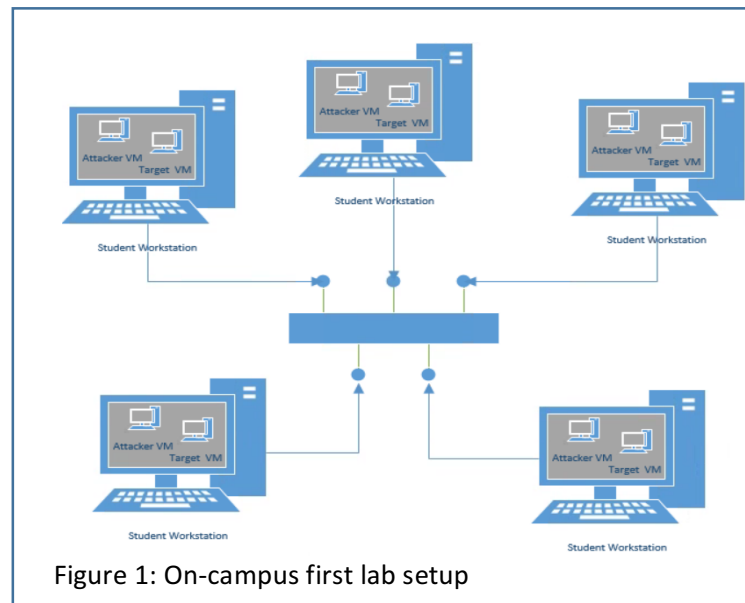 Attacker VM
Target VM
Student Workstation
Attacker VM
Target VM
Student Workstation
Attacker VM
Target VM
Student Workstation
Attacker VM
Target VM
Student Workstation
Attacker VM
Target VM
Student Workstation
Figure 1: On-campus first lab setup